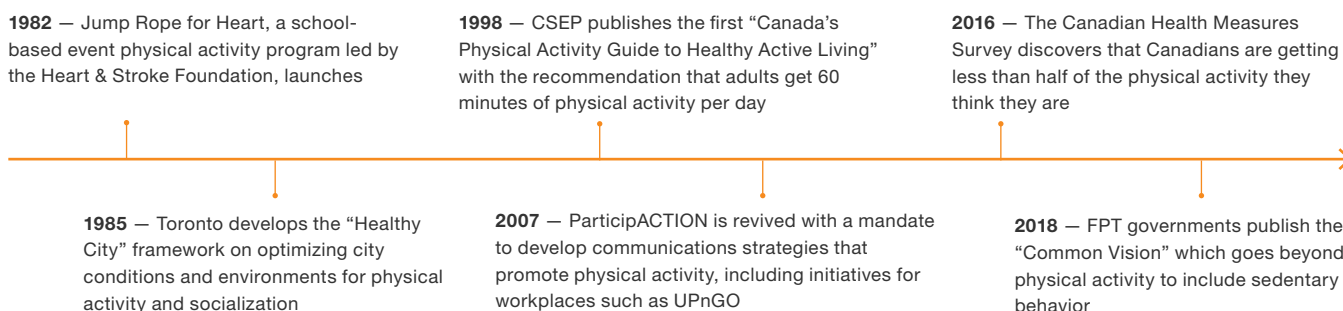 1982 — Jump Rope for Heart, a school-
based event physical activity program led by
the Heart & Stroke Foundation, launches
1998 — CSEP publishes the first “Canada’s
Physical Activity Guide to Healthy Active Living”
with the recommendation that adults get 60
minutes of physical activity per day
2016 — The Canadian Health Measures
Survey discovers that Canadians are getting
less than half of the physical activity they
think they are
1985 — Toronto develops the “Healthy
City” framework on optimizing city
conditions and environments for physical
activity and socialization
2007 — ParticipACTION is revived with a mandate
to develop communications strategies that
promote physical activity, including initiatives for
workplaces such as UPnGO
2018 — FPT governments publish the
“Common Vision” which goes beyond
physical activity to include sedentary
behavior